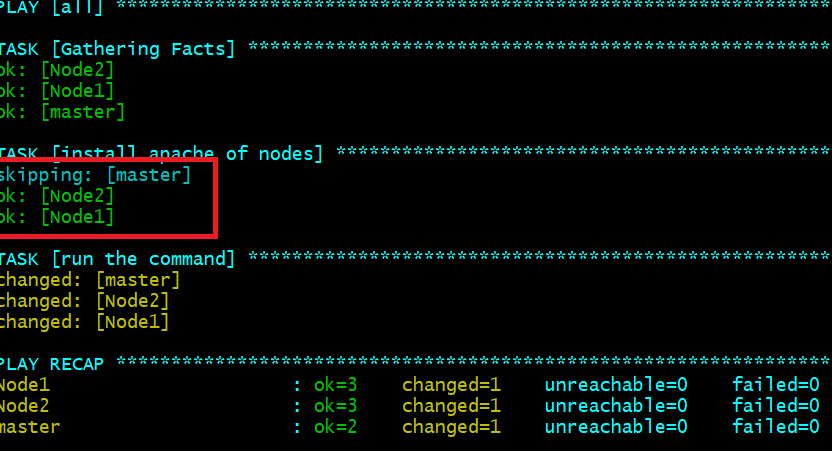 PLAY [all] ******************************************************************
TASK [Gathering Facts] ******************************************************
ok: [Node2]
ok: [Node1]
ok: [master]
TASK [install apache of nodes] **********************************************
skipping: [master]
ok: [Node2]
ok: [Node1]
TASK [run the command] ******************************************************
changed: [master]
changed: [Node2]
changed: [Node1]
PLAY RECAP ******************************************************************
Node1 : ok=3 changed=1 unreachable=0 failed=0
Node2 : ok=3 changed=1 unreachable=0 failed=0
master : ok=2 changed=1 unreachable=0 failed=0